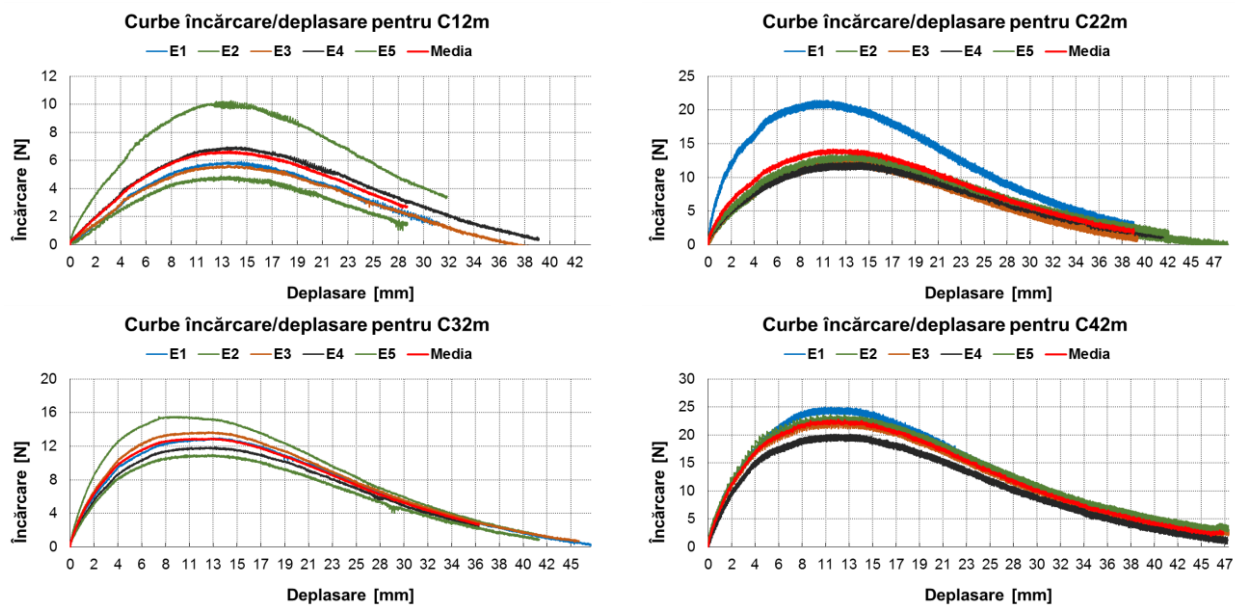 Curbe încărcare/deplasare pentru C12m
E1 E2 E3 E4 E5 Media
Încărcare [N]
12
10
8
6
4
2
0
0 2 4 6 8 11 13 15 17 19 21 23 25 28 30 32 34 36 38 40 42
Deplasare [mm]
Curbe încărcare/deplasare pentru C22m
E1 E2 E3 E4 E5 Media
Încărcare [N]
25
20
15
10
5
0
0 2 4 6 8 11 13 15 17 19 21 23 25 28 30 32 34 36 38 40 42 45 47
Deplasare [mm]
Curbe încărcare/deplasare pentru C32m
E1 E2 E3 E4 E5 Media
Încărcare [N]
20
16
12
8
4
0
0 2 4 6 8 11 13 15 17 19 21 23 25 28 30 32 34 36 38 40 42 45
Deplasare [mm]
Curbe încărcare/deplasare pentru C42m
E1 E2 E3 E4 E5 Media
Încărcare [N]
30
25
20
15
10
5
0
0 2 4 6 8 11 13 15 17 19 21 23 25 28 30 32 34 36 38 40 42 45 47
Deplasare [mm]